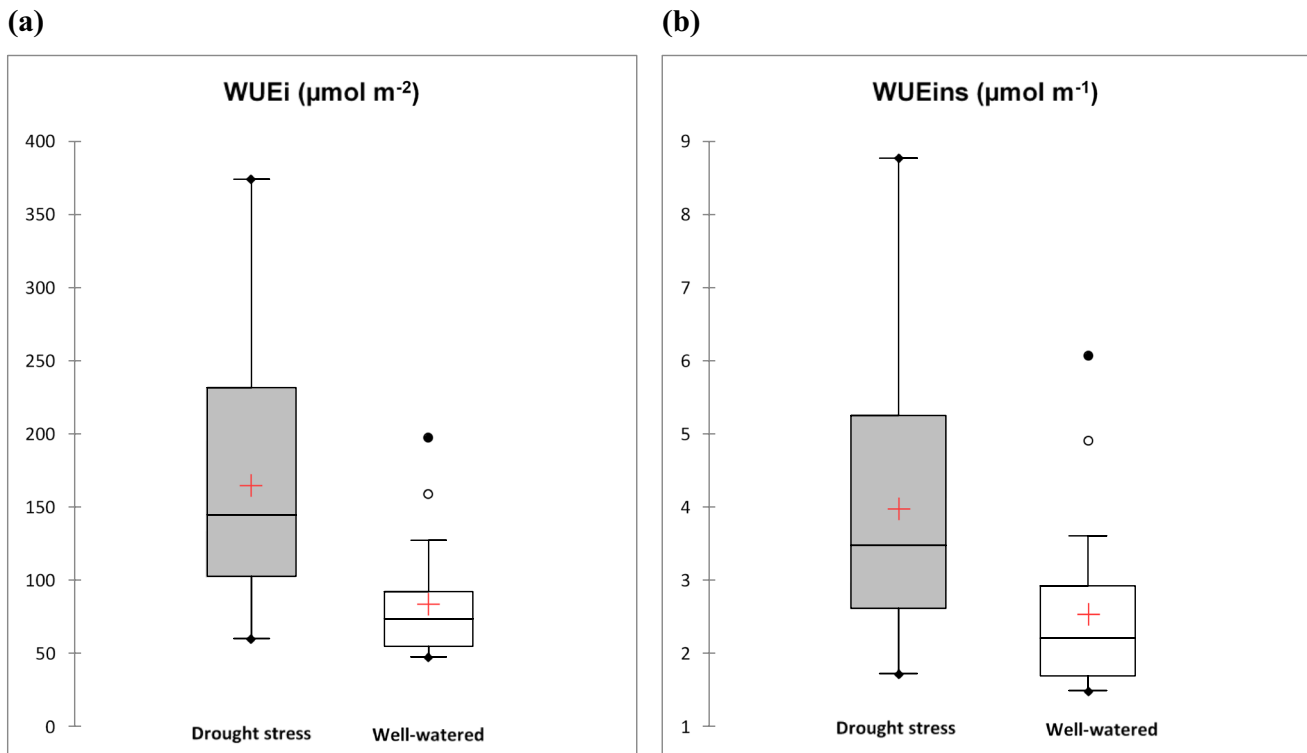 (a)
WUEi (µmol m⁻²)
400
350
300
250
200
150
100
50
0
Drought stress
Well-watered
(b)
WUEins (µmol m⁻¹)
9
8
7
6
5
4
3
2
1
Drought stress
Well-watered